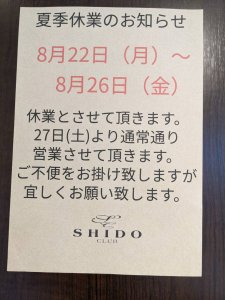 夏季休業のお知らせ
8月22日（月）～
8月26日（金）
休業とさせて頂きます。
27日(土)より通常通り
営業させて頂きます。
ご不便をお掛け致しますが
宜しくお願い致します。
SHIDO
CLUB